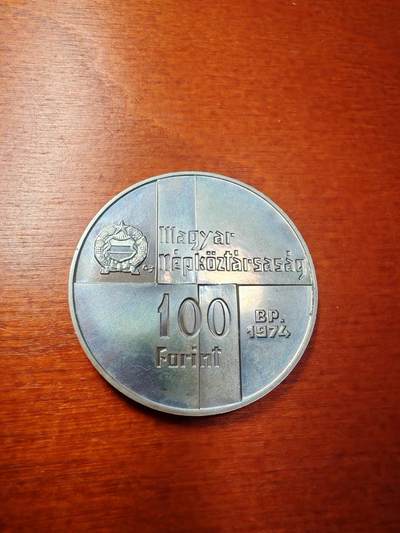 Magyar
Népköztársaság
100
Forint
BP.
1974